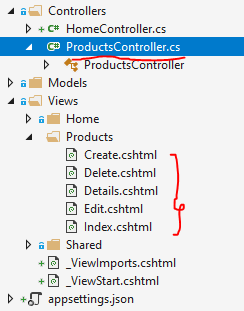 Controllers
HomeController.cs
ProductsController.cs
ProductsController
Models
Views
Home
Products
Create.cshtml
Delete.cshtml
Details.cshtml
Edit.cshtml
Index.cshtml
Shared
_ViewImports.cshtml
_ViewStart.cshtml
appsettings.json